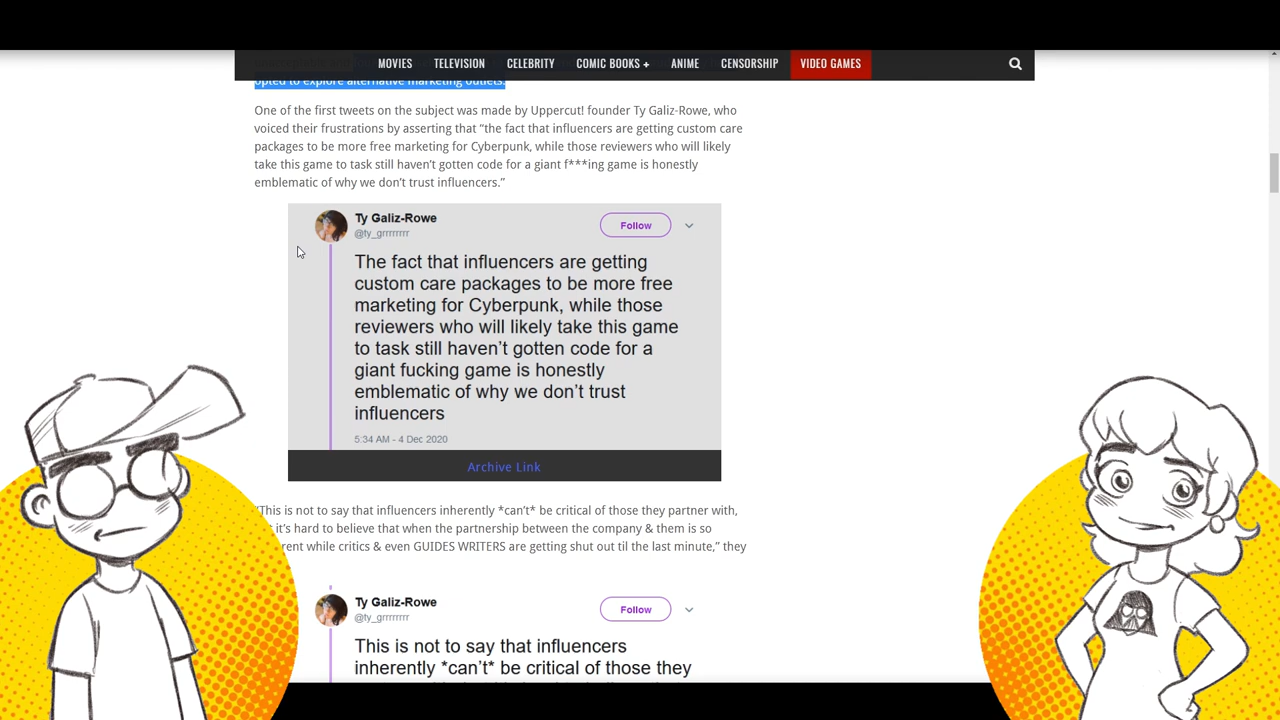 MOVIES TELEVISION CELEBRITY COMIC BOOKS + ANIME CENSORSHIP VIDEO GAMES
opted to explore alternative marketing outlets.
One of the first tweets on the subject was made by Uppercut! founder Ty Galiz-Rowe, who
voiced their frustrations by asserting that “the fact that influencers are getting custom care
packages to be more free marketing for Cyberpunk, while those reviewers who will likely
take this game to task still haven’t gotten code for a giant f***ing game is honestly
emblematic of why we don’t trust influencers.”
Ty Galiz-Rowe
@ty_grrrrrrrr
Follow
The fact that influencers are getting
custom care packages to be more free
marketing for Cyberpunk, while those
reviewers who will likely take this game
to task still haven’t gotten code for a
giant fucking game is honestly
emblematic of why we don’t trust
influencers
5:34 AM - 4 Dec 2020
Archive Link
“This is not to say that influencers inherently *can’t* be critical of those they partner with,
it’s hard to believe that when the partnership between the company & them is so
rent while critics & even GUIDES WRITERS are getting shut out til the last minute,” they
Ty Galiz-Rowe
@ty_grrrrrrrr
Follow
This is not to say that influencers
inherently *can’t* be critical of those they